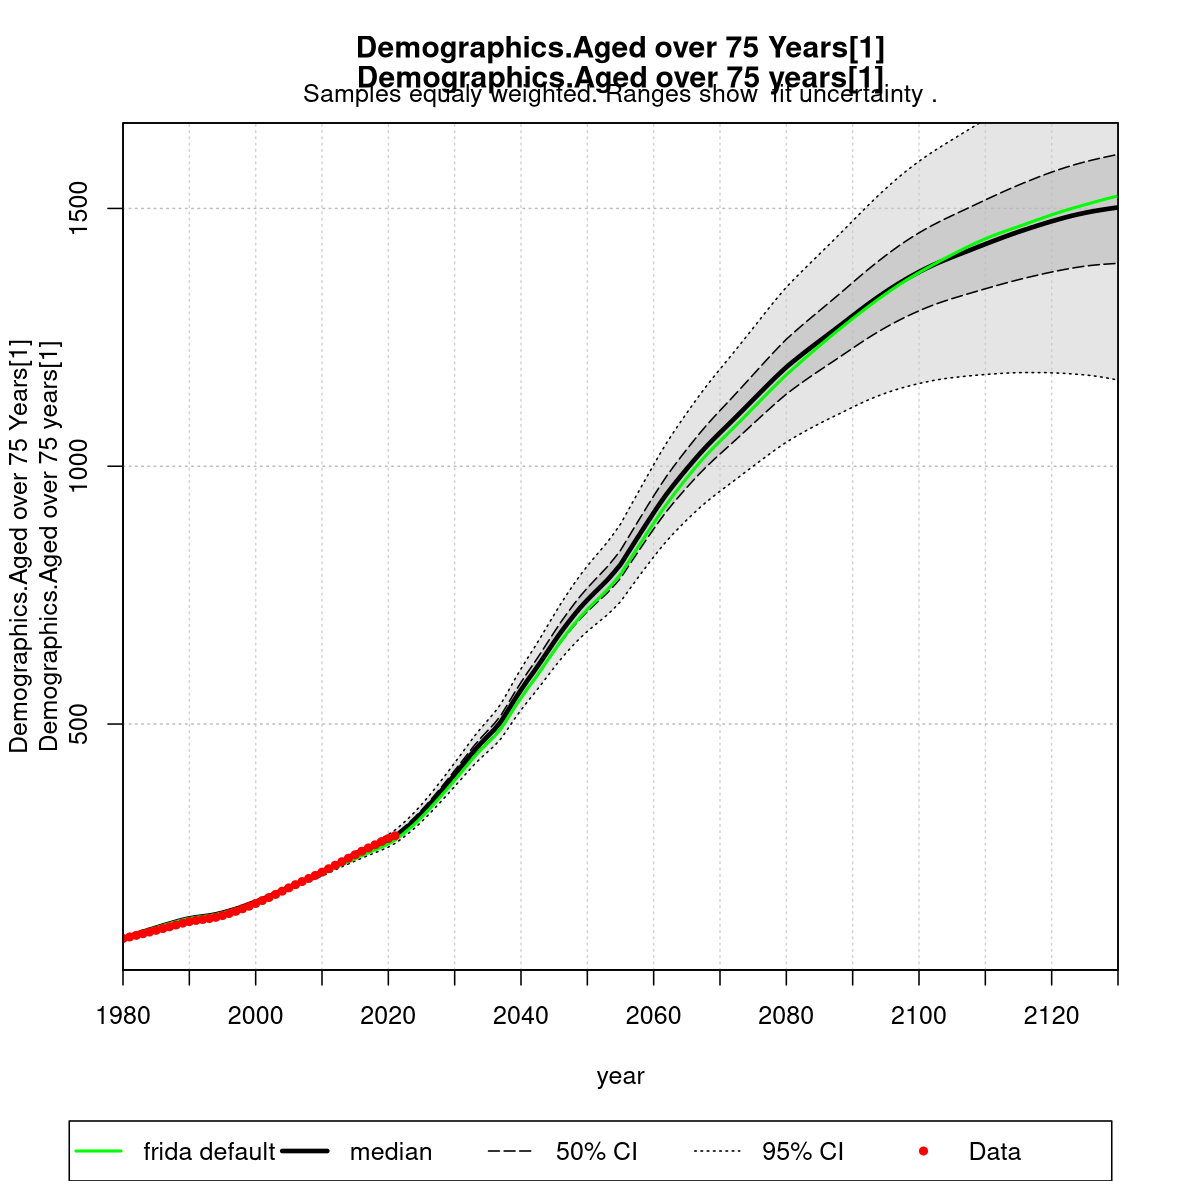 Demographics.Aged over 75 Years[1]
Demographics.Aged over 75 years[1]
Samples equaly weighted. Ranges show fit uncertainty .
Demographics.Aged over 75 Years[1]
Demographics.Aged over 75 years[1]
1500
1000
500
1980 2000 2020 2040 2060 2080 2100 2120
year
frida default median 50% CI 95% CI Data